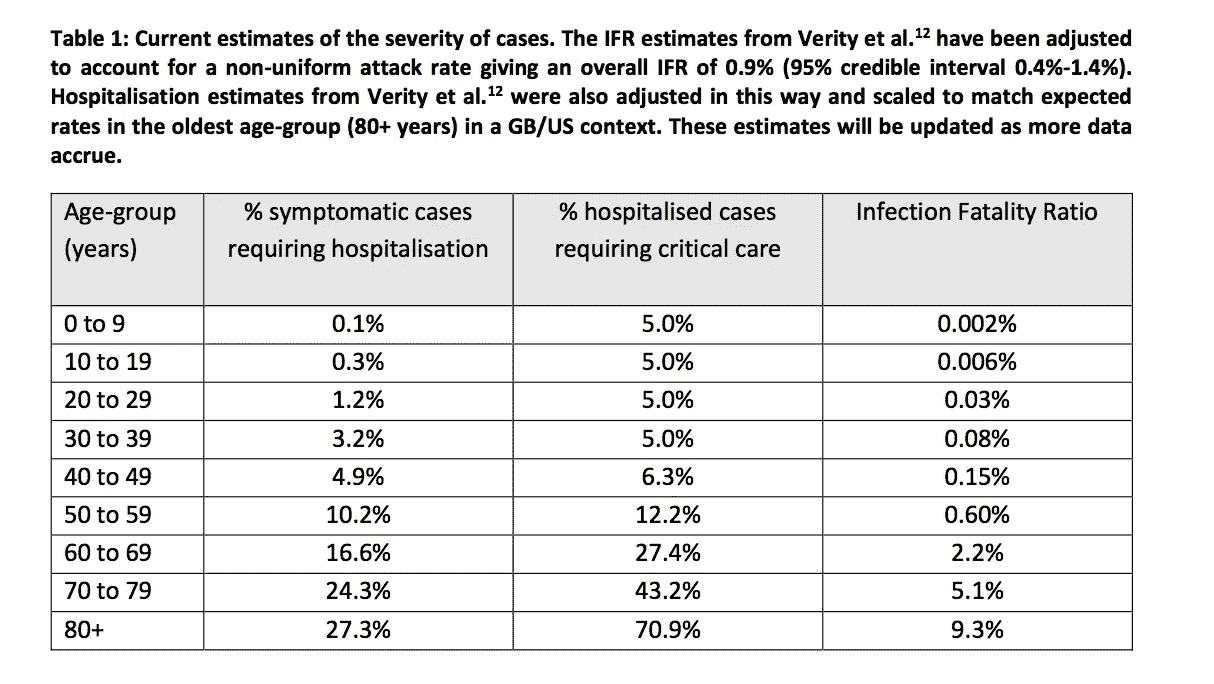 Table 1: Current estimates of the severity of cases. The IFR estimates from Verity et al.12 have been adjusted
to account for a non-uniform attack rate giving an overall IFR of 0.9% (95% credible interval 0.4%-1.4%).
Hospitalisation estimates from Verity et al.12 were also adjusted in this way and scaled to match expected
rates in the oldest age-group (80+ years) in a GB/US context. These estimates will be updated as more data
accrue.
Age-group (years) % symptomatic cases requiring hospitalisation % hospitalised cases requiring critical care Infection Fatality Ratio
0 to 9 0.1% 5.0% 0.002%
10 to 19 0.3% 5.0% 0.006%
20 to 29 1.2% 5.0% 0.03%
30 to 39 3.2% 5.0% 0.08%
40 to 49 4.9% 6.3% 0.15%
50 to 59 10.2% 12.2% 0.60%
60 to 69 16.6% 27.4% 2.2%
70 to 79 24.3% 43.2% 5.1%
80+ 27.3% 70.9% 9.3%